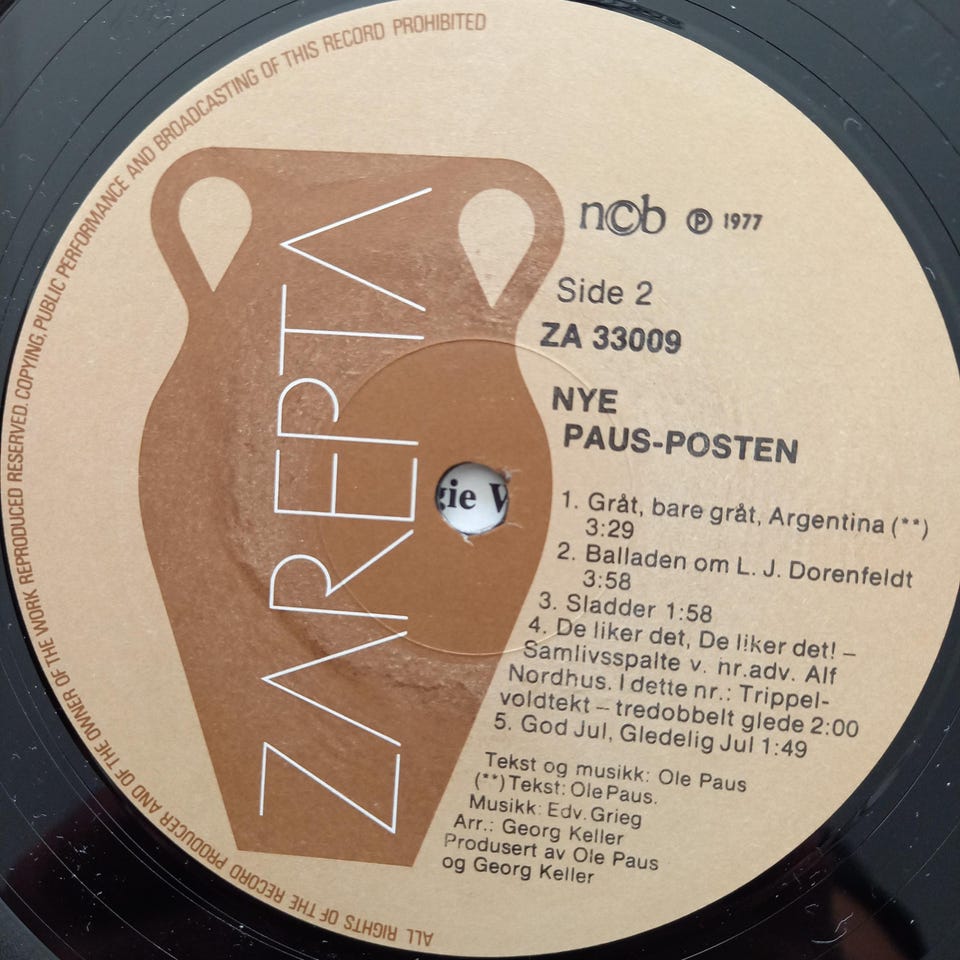 ALL RIGHTS OF THE RECORD PRODUCER AND OF THE OWNER OF THE WORK REPRODUCED RESERVED. COPYING, PUBLIC PERFORMANCE AND BROADCASTING OF THIS RECORD PROHIBITED
ZAREPTA
ncb ℗ 1977
Side 2
ZA 33009
NYE
PAUS-POSTEN
1. Gråt, bare gråt, Argentina (**)
3:29
2. Balladen om L. J. Dorenfeldt
3:58
3. Sladder 1:58
4. De liker det, De liker det! –
Samlivsspalte v. nr.adv. Alf
Nordhus. I dette nr.: Trippel-
voldtekt – tredobbelt glede 2:00
5. God Jul, Gledelig Jul 1:49
Tekst og musikk: Ole Paus
(**) Tekst: Ole Paus.
Musikk: Edv. Grieg
Arr.: Georg Keller
Produsert av Ole Paus
og Georg Keller